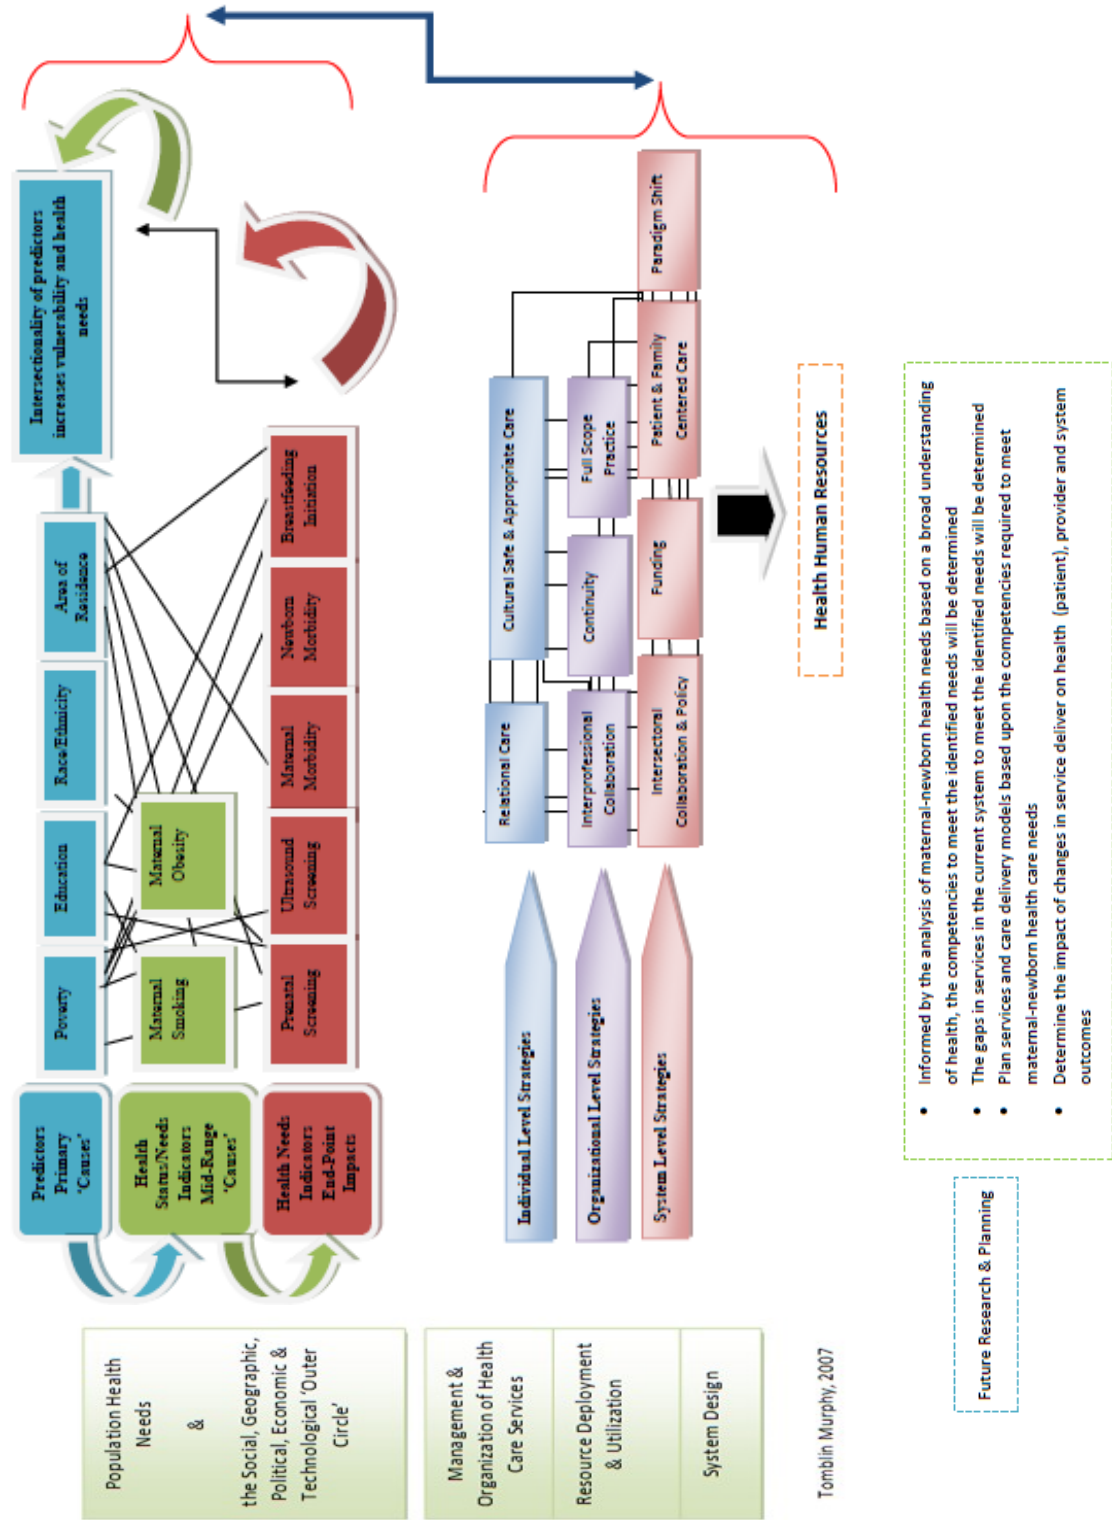 Population Health
Needs
&
the Social, Geographic,
Political, Economic &
Technological ‘Outer
Circle’
Management &
Organization of Health
Care Services
Resource Deployment
& Utilization
System Design
Tomblin Murphy, 2007
Predictors
Primary
‘Causes’
Poverty
Education
Race/Ethnicity
Area of
Residence
Intersectionality of predictors
increases vulnerability and health
needs
Health
Status/Needs
Indicators
Mid-Range
‘Causes’
Maternal
Smoking
Maternal
Obesity
Health Needs
Indicators
End-Point
Impacts
Prenatal
Screening
Ultrasound
Screening
Maternal
Morbidity
Newborn
Morbidity
Breastfeeding
Initiation
Individual Level Strategies
Relational Care
Cultural Safe & Appropriate Care
Organizational Level Strategies
Interprofessional
Collaboration
Continuity
Full Scope
Practice
System Level Strategies
Intersectoral
Collaboration & Policy
Funding
Patient & Family
Centered Care
Paradigm Shift
Health Human Resources
Future Research & Planning
• Informed by the analysis of maternal-newborn health needs based on a broad understanding
of health, the competencies to meet the identified needs will be determined
• The gaps in services in the current system to meet the identified needs will be determined
• Plan services and care delivery models based upon the competencies required to meet
maternal-newborn health care needs
• Determine the impact of changes in service deliver on health (patient), provider and system
outcomes